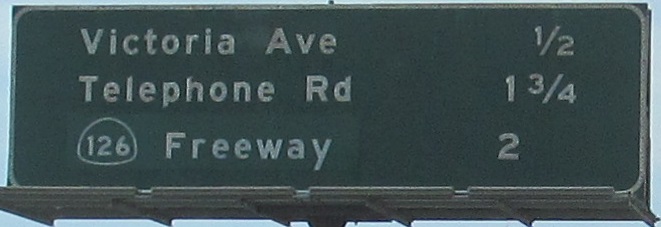 Victoria Ave ½
Telephone Rd 1 ¾
126 Freeway 2